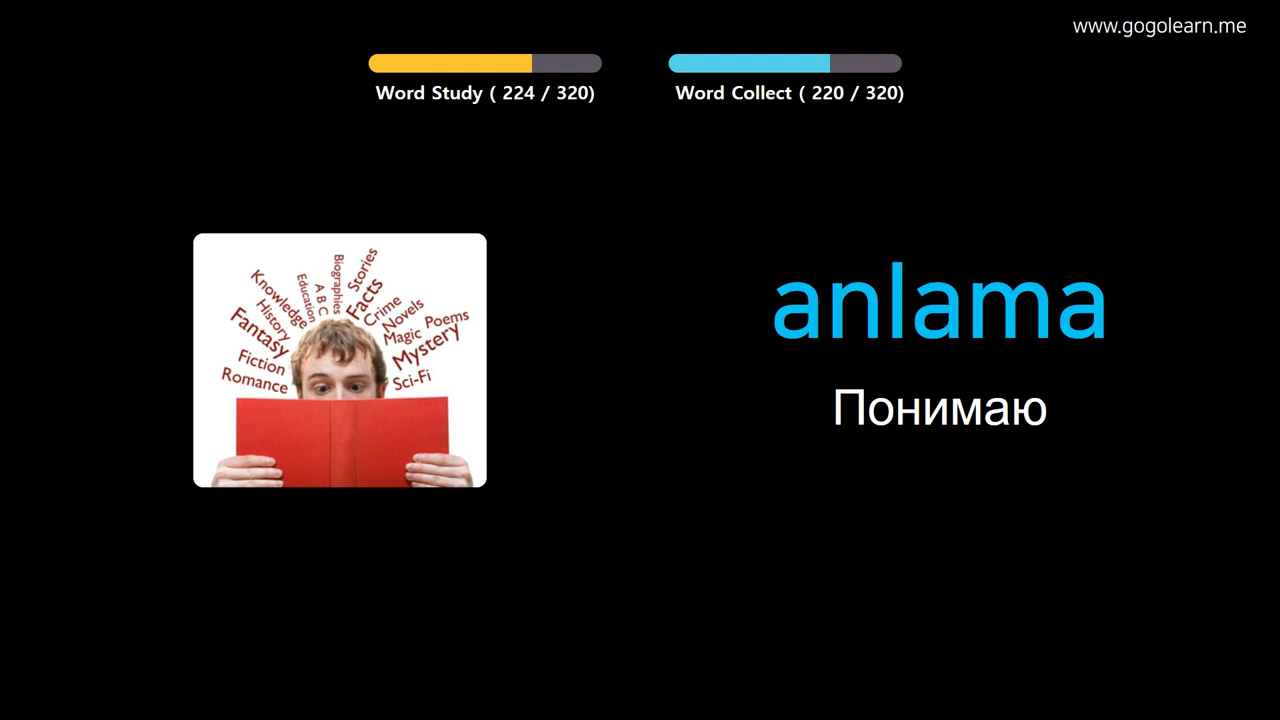 www.gogolearn.me
Word Study ( 224 / 320)
Word Collect ( 220 / 320)
Knowledge
History
Fantasy
Fiction
Romance
Education
A B C
Biographies
Stories
Facts
Crime
Novels
Magic
Poems
Mystery
Sci-Fi
anlama
Понимаю